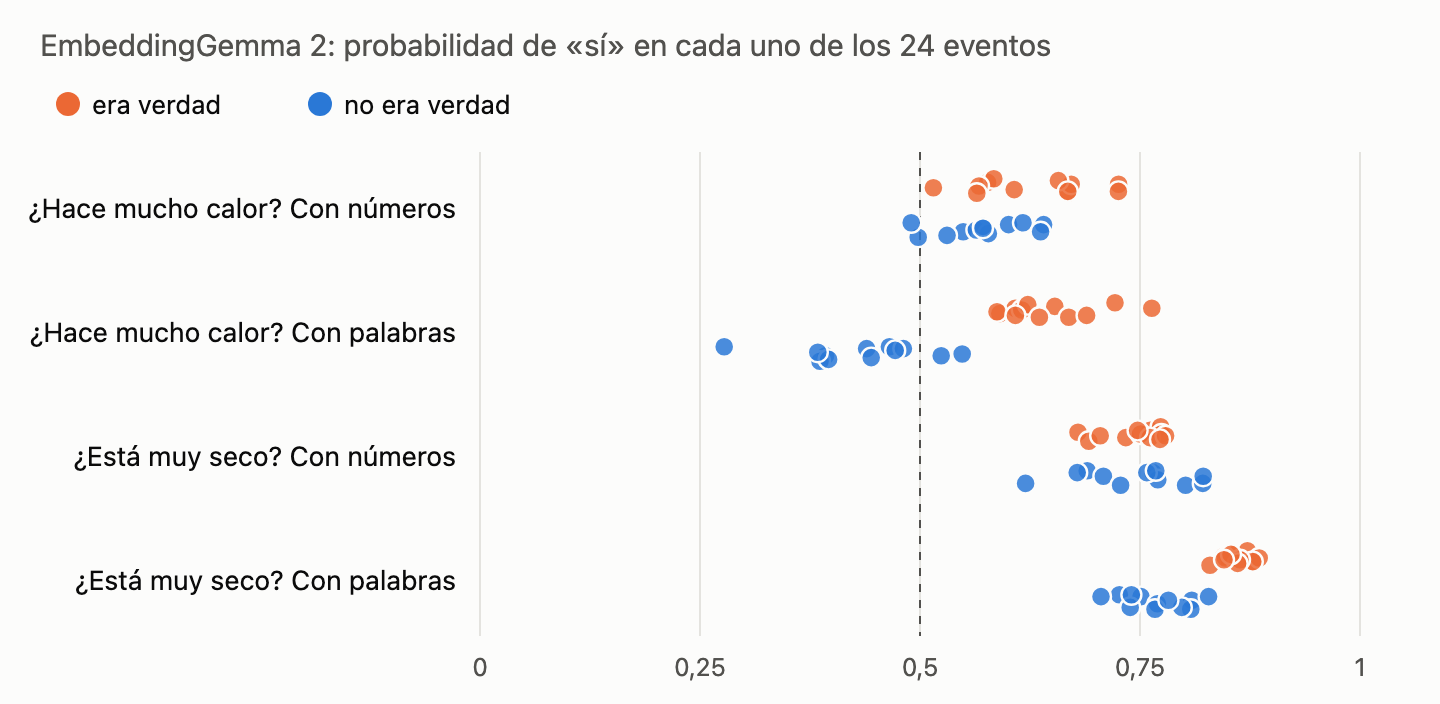 EmbeddingGemma 2: probabilidad de «sí» en cada uno de los 24 eventos
era verdad
no era verdad
¿Hace mucho calor? Con números
¿Hace mucho calor? Con palabras
¿Está muy seco? Con números
¿Está muy seco? Con palabras
0
0,25
0,5
0,75
1